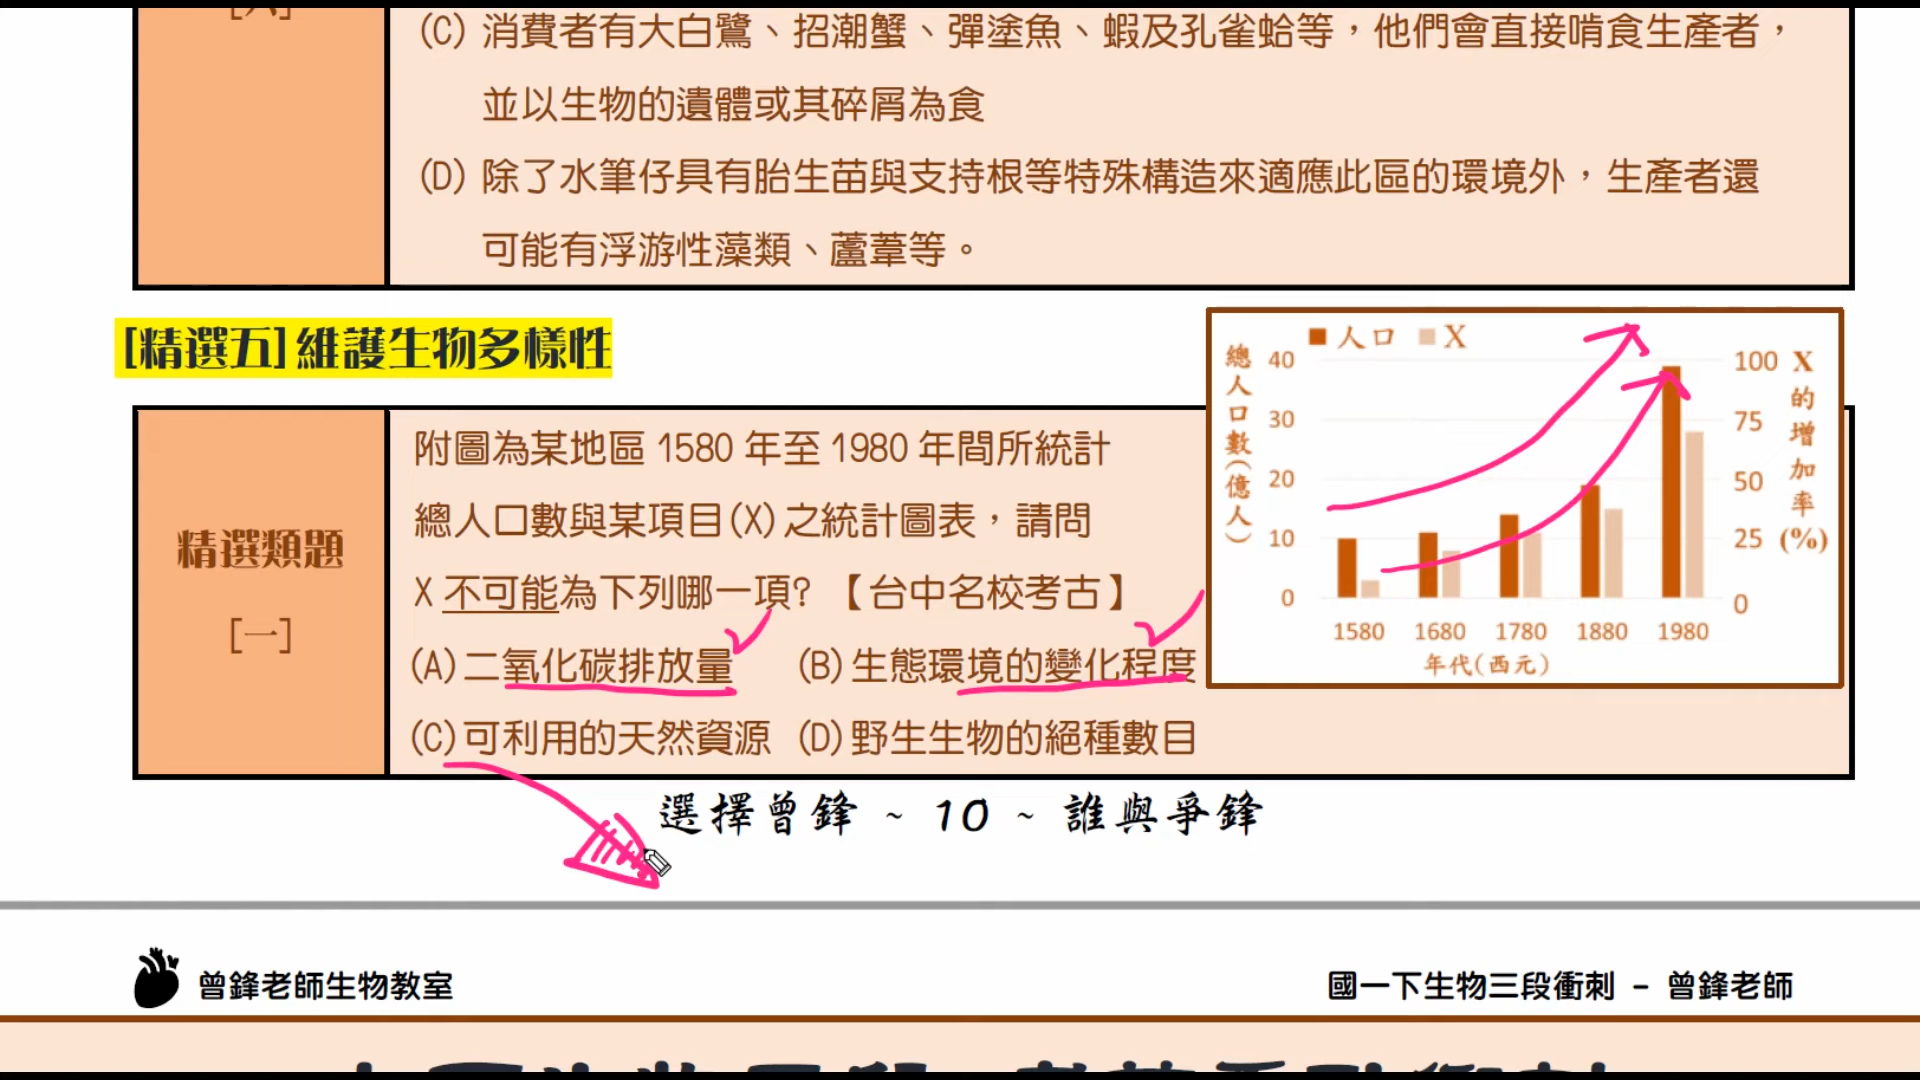 (C) 消費者有大白鷺、招潮蟹、彈塗魚、蝦及孔雀蛤等，他們會直接啃食生產者，
並以生物的遺體或其碎屑為食
(D) 除了水筆仔具有胎生苗與支持根等特殊構造來適應此區的環境外，生產者還
可能有浮游性藻類、蘆葦等。
[精選五]維護生物多樣性
精選類題
[一]
附圖為某地區 1580 年至 1980 年間所統計
總人口數與某項目(X)之統計圖表，請問
X 不可能為下列哪一項?【台中名校考古】
(A)二氧化碳排放量 (B)生態環境的變化程度
(C)可利用的天然資源 (D)野生生物的絕種數目
人口 X
總人口數(億人)
40
30
20
10
0
100
75
50
25
0
X的增加率(%)
1580 1680 1780 1880 1980
年代(西元)
選擇曾鋒 ~ 10 ~ 誰與爭鋒
曾鋒老師生物教室
國一下生物三段衝刺 - 曾鋒老師